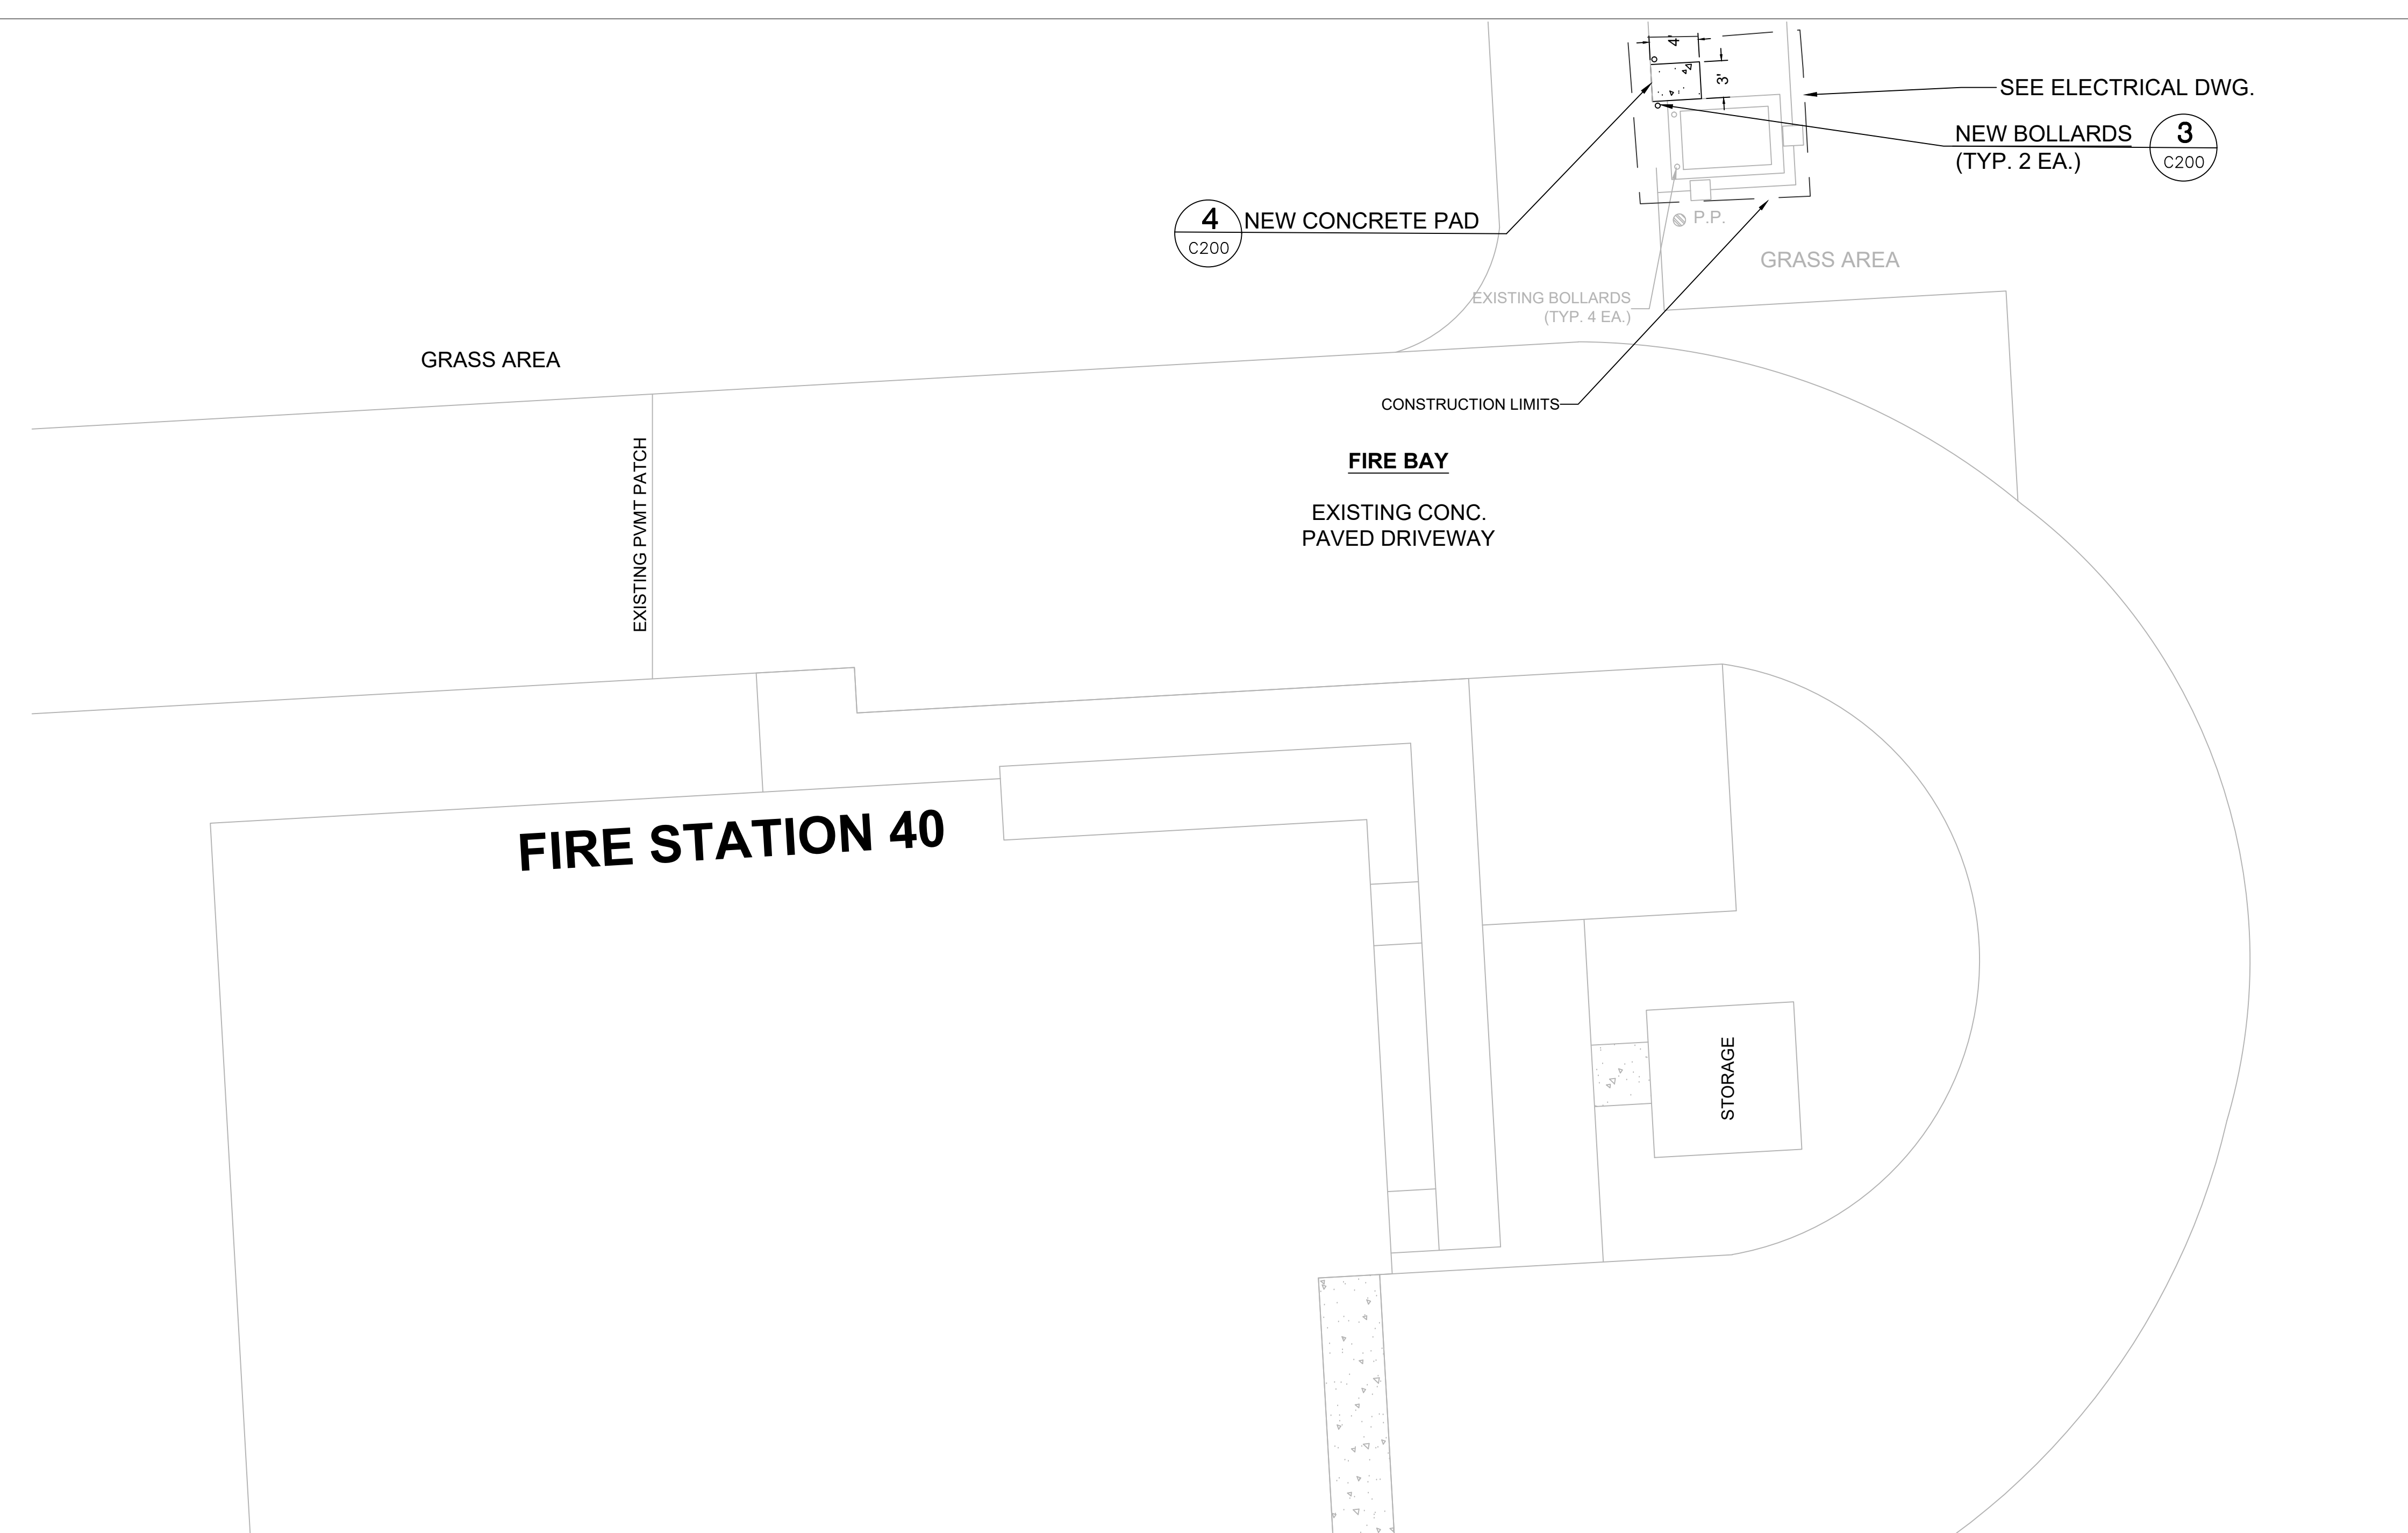 4'
3'
SEE ELECTRICAL DWG.
NEW BOLLARDS
(TYP. 2 EA.)
3
C200
4
C200
NEW CONCRETE PAD
P.P.
GRASS AREA
EXISTING BOLLARDS
(TYP. 4 EA.)
GRASS AREA
CONSTRUCTION LIMITS
EXISTING PVMT PATCH
FIRE BAY
EXISTING CONC.
PAVED DRIVEWAY
FIRE STATION 40
STORAGE